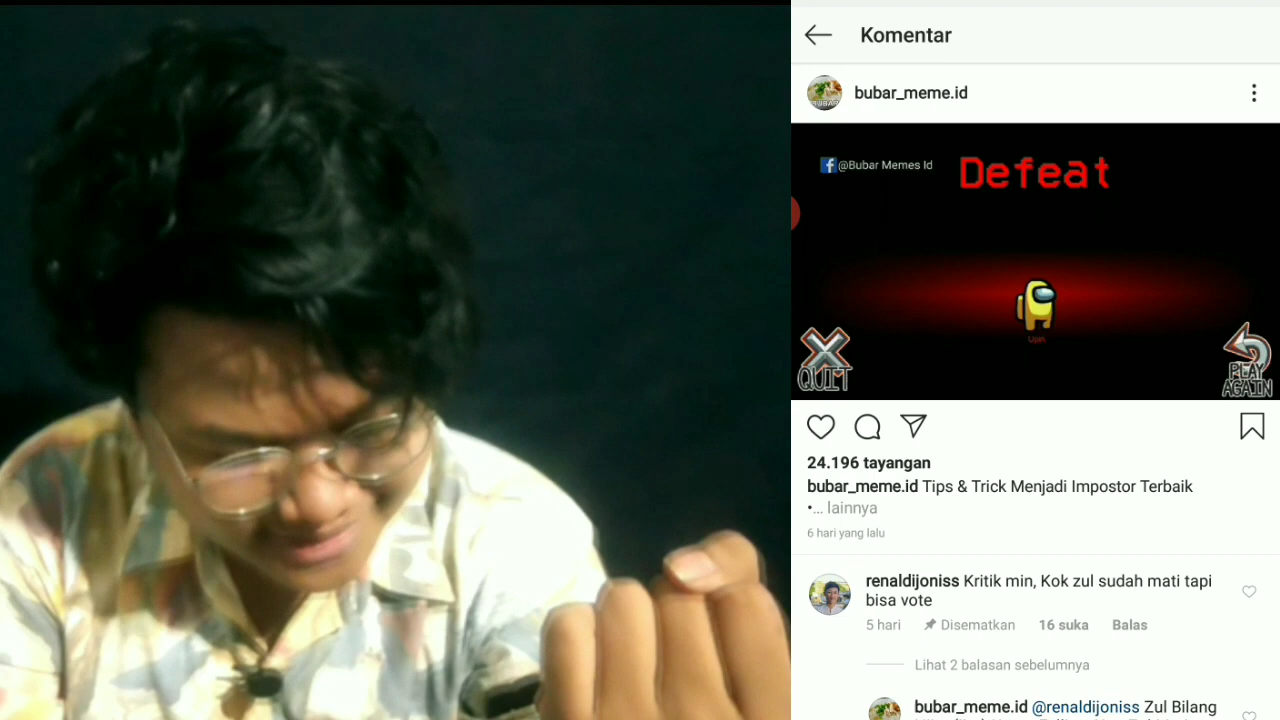 Komentar
bubar_meme.id
@Bubar Memes Id
Defeat
Upin
QUIT
PLAY
AGAIN
24.196 tayangan
bubar_meme.id Tips & Trick Menjadi Impostor Terbaik
•... lainnya
6 hari yang lalu
renaldijoniss Kritik min, Kok zul sudah mati tapi
bisa vote
5 hari Disematkan 16 suka Balas
Lihat 2 balasan sebelumnya
bubar_meme.id @renaldijoniss Zul Bilang